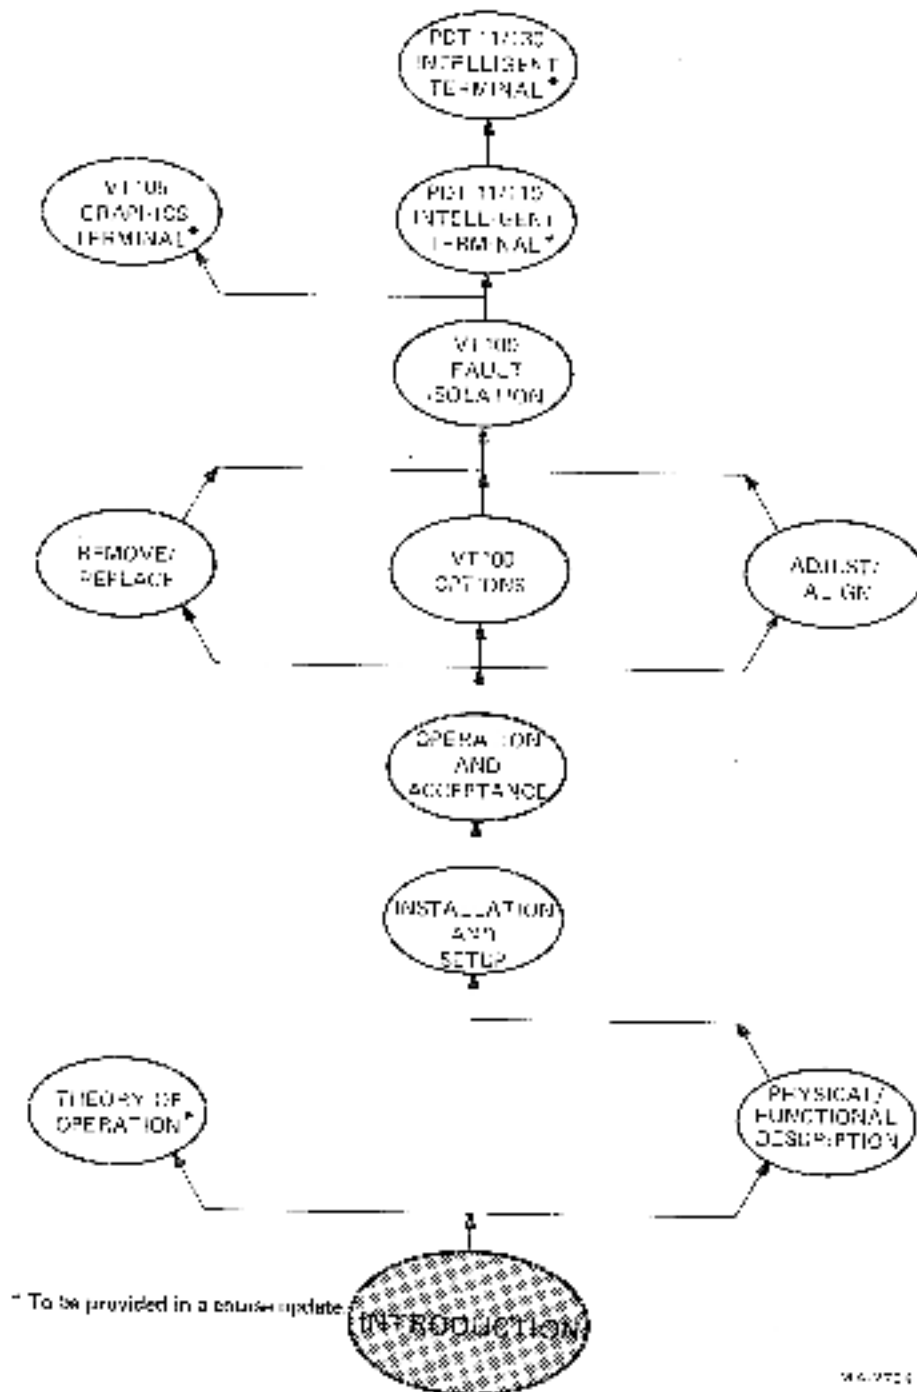 PDT 11/130
INTELLIGENT
TERMINAL*
VT105
GRAPHICS
TERMINAL*
PDT 11/110
INTELLIGENT
TERMINAL*
VT100
FAULT
ISOLATION
REMOVE/
REPLACE
VT100
OPTIONS
ADJUST/
ALIGN
OPERATION
AND
ACCEPTANCE
INSTALLATION
AND
SETUP
THEORY OF
OPERATION*
PHYSICAL/
FUNCTIONAL
DESCRIPTION
* To be provided in a course update
INTRODUCTION